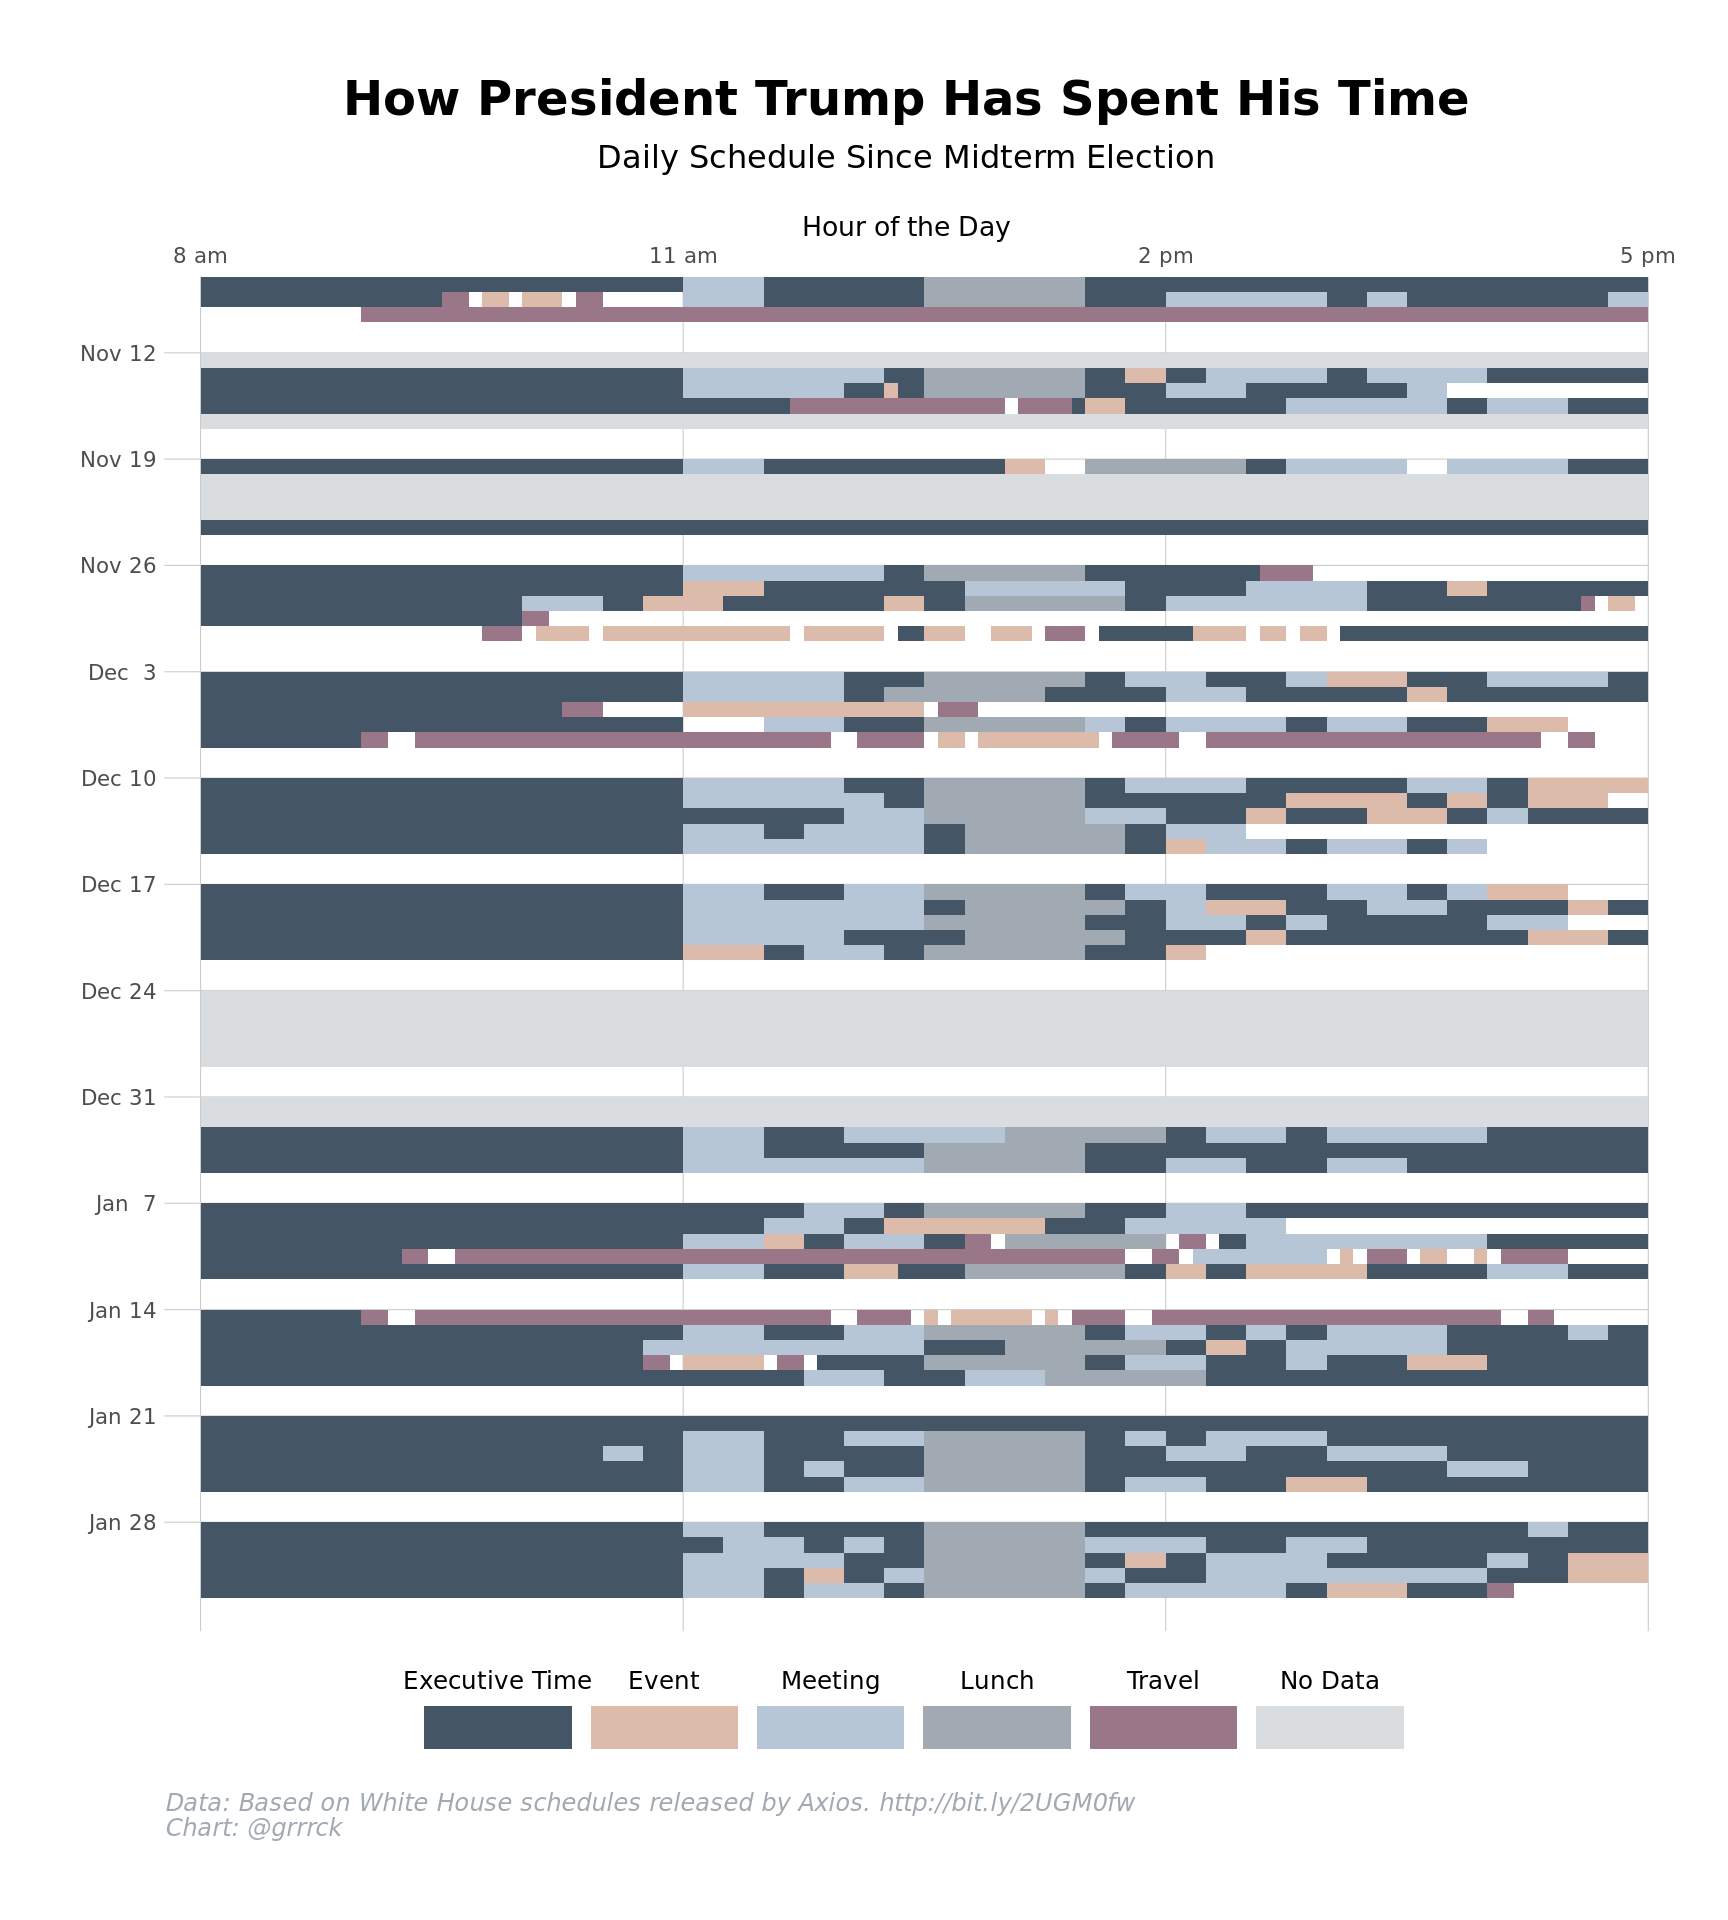 How President Trump Has Spent His Time
Daily Schedule Since Midterm Election
Hour of the Day
8 am 11 am 2 pm 5 pm
Nov 12
Nov 19
Nov 26
Dec 3
Dec 10
Dec 17
Dec 24
Dec 31
Jan 7
Jan 14
Jan 21
Jan 28
Executive Time Event Meeting Lunch Travel No Data
Data: Based on White House schedules released by Axios. http://bit.ly/2UGM0fw
Chart: @grrrck